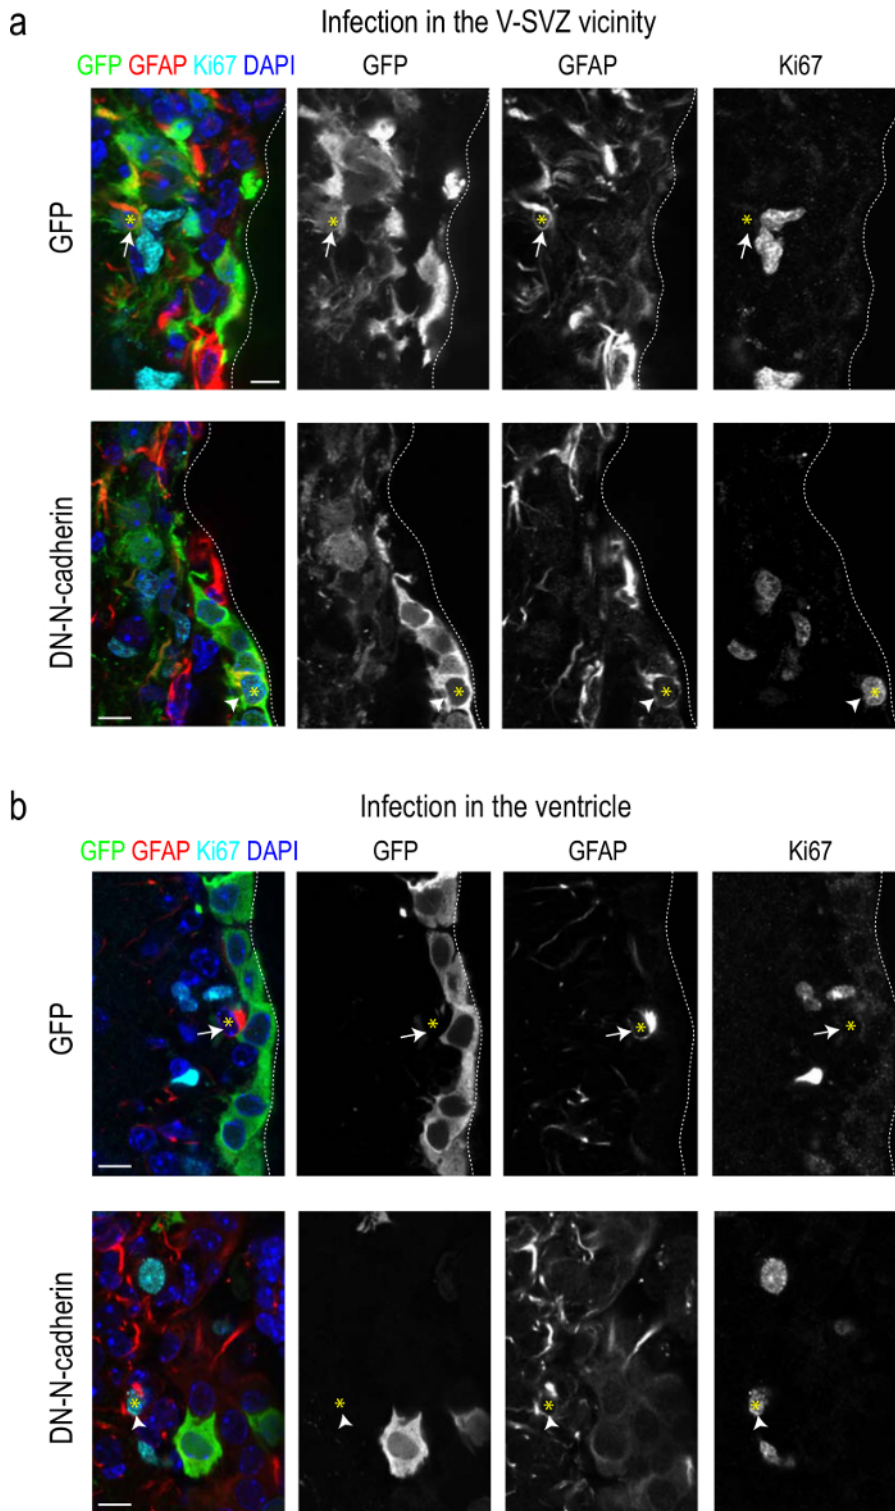 a
Infection in the V-SVZ vicinity
GFP GFAP Ki67 DAPI
GFP
GFAP
Ki67
GFP
DN-N-cadherin
b
Infection in the ventricle
GFP GFAP Ki67 DAPI
GFP
GFAP
Ki67
GFP
DN-N-cadherin